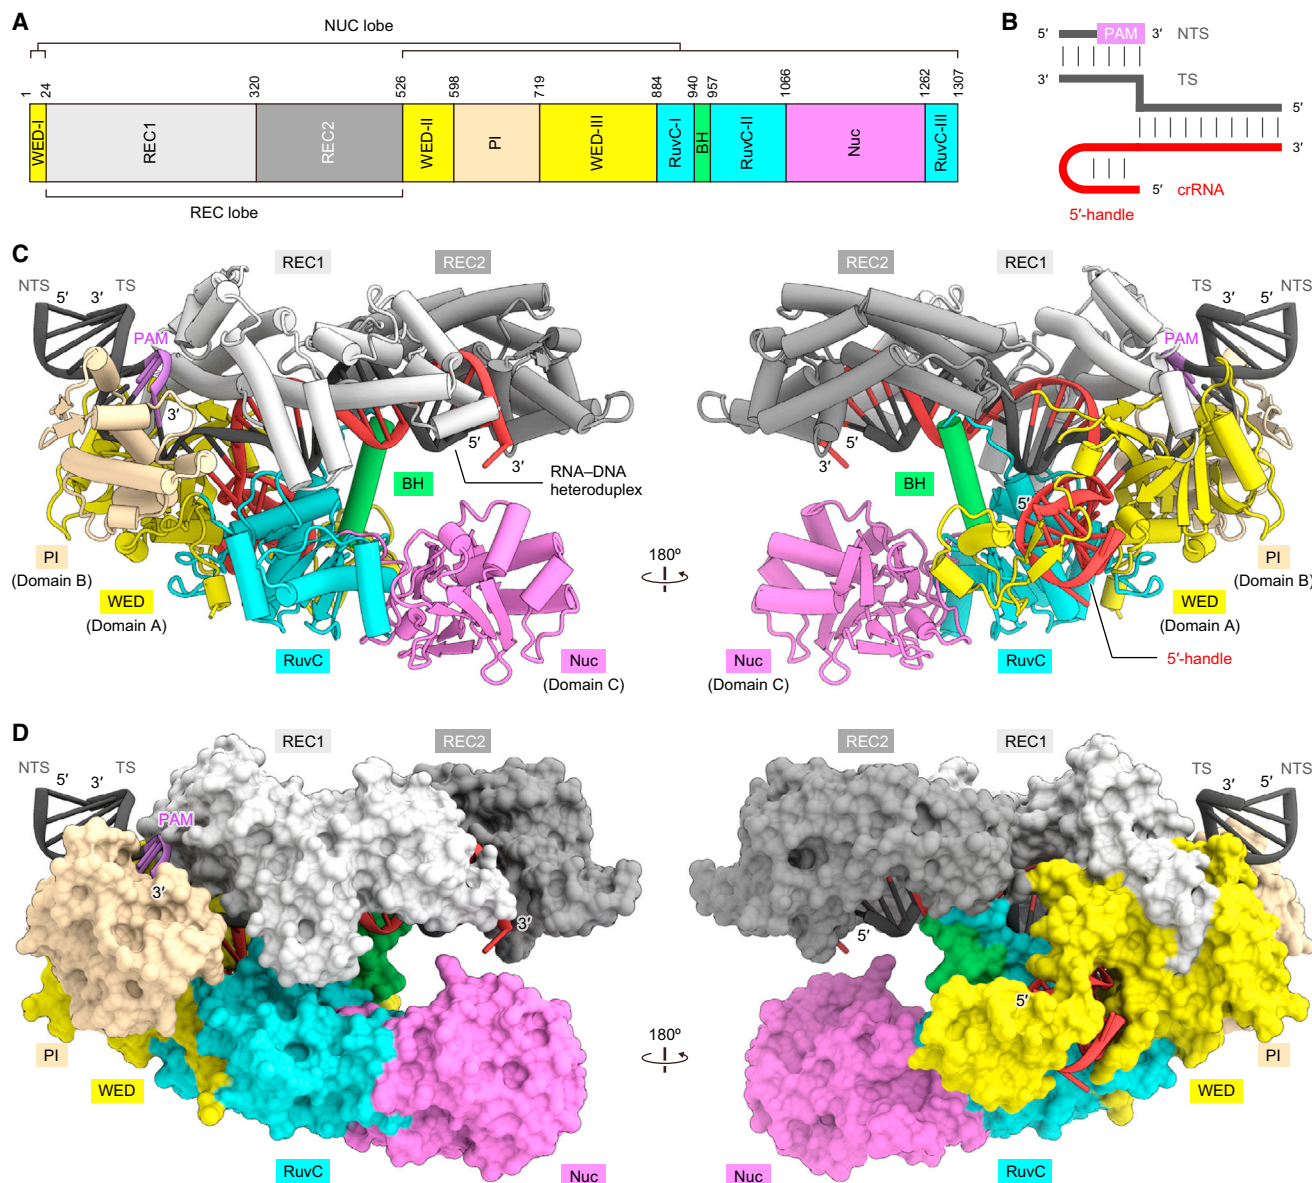 A
NUC lobe
1 24 320 526 598 719 884 940 957 1066 1262 1307
WED-I REC1 REC2 WED-II PI WED-III RuvC-I BH RuvC-II Nuc RuvC-III
REC lobe
B
5′ PAM 3′ NTS
3′ TS
5′
3′
5′ crRNA
5′-handle
C
REC1 REC2
NTS 5′ 3′ TS
PAM
3′
5′
3′
RNA–DNA
heteroduplex
BH
PI
(Domain B)
WED
(Domain A)
RuvC
Nuc
(Domain C)
180º
REC2 REC1
TS 3′ 5′ NTS
PAM
5′
3′
BH
5′
PI
(Domain B)
WED
(Domain A)
5′-handle
RuvC
Nuc
(Domain C)
D
REC1 REC2
NTS 5′ 3′ TS
PAM
3′
3′
PI
WED
RuvC
Nuc
180º
REC2 REC1
TS 3′ 5′ NTS
5′
5′
PI
WED
RuvC
Nuc